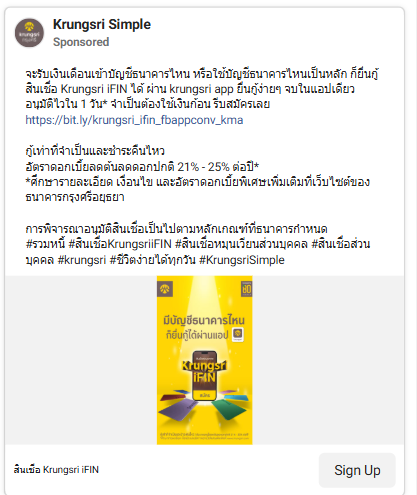 Krungsri Simple
Sponsored
krungsri
กรุงศรี
จะรับเงินเดือนเข้าบัญชีธนาคารไหน หรือใช้บัญชีธนาคารไหนเป็นหลัก ก็ยื่นกู้
สินเชื่อ Krungsri iFIN ได้ ผ่าน krungsri app ยื่นกู้ง่ายๆ จบในแอปเดียว
อนุมัติไวใน 1 วัน* จำเป็นต้องใช้เงินก้อน รีบสมัครเลย
https://bit.ly/krungsri_ifin_fbappconv_kma
กู้เท่าที่จำเป็นและชำระคืนไหว
อัตราดอกเบี้ยลดต้นลดดอกปกติ 21% - 25% ต่อปี*
*ศึกษารายละเอียด เงื่อนไข และอัตราดอกเบี้ยพิเศษเพิ่มเติมที่เว็บไซต์ของ
ธนาคารกรุงศรีอยุธยา
การพิจารณาอนุมัติสินเชื่อเป็นไปตามหลักเกณฑ์ที่ธนาคารกำหนด
#รวมหนี้ #สินเชื่อKrungsriiFIN #สินเชื่อหมุนเวียนส่วนบุคคล #สินเชื่อส่วน
บุคคล #krungsri #ชีวิตง่ายได้ทุกวัน #KrungsriSimple
มีบัญชีธนาคารไหน
ก็ยื่นกู้ได้ผ่านแอป
Krungsri
iFIN
สินเชื่อ Krungsri iFIN
Sign Up